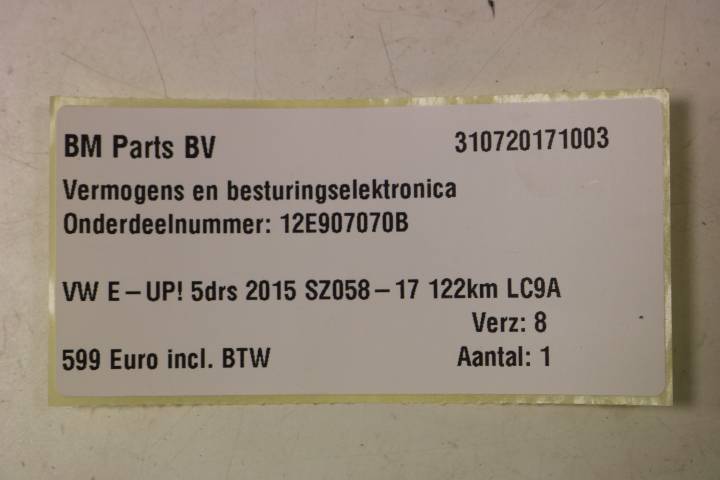 BM Parts BV 310720171003
Vermogens en besturingselektronica
Onderdeelnummer: 12E907070B
VW E-UP! 5drs 2015 SZ058-17 122km LC9A
Verz: 8
599 Euro incl. BTW Aantal: 1